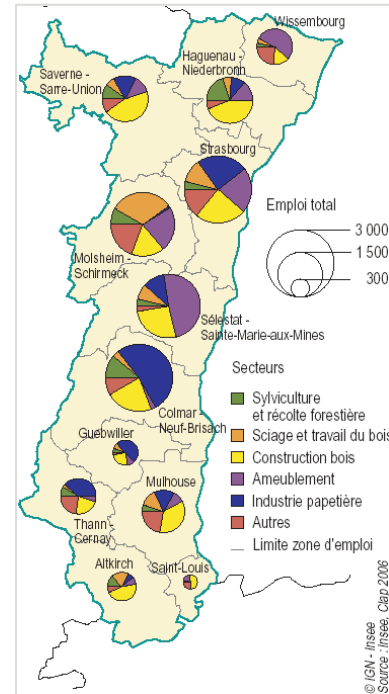 Wissembourg
Haguenau -
Niederbronn
Saverne -
Sarre-Union
Strasbourg
Emploi total
3 000
1 500
300
Molsheim -
Schirmeck
Sélestat -
Sainte-Marie-aux-Mines
Secteurs
Sylviculture
et récolte forestière
Sciage et travail du bois
Construction bois
Ameublement
Industrie papetière
Autres
Limite zone d'emploi
Colmar
Neuf-Brisach
Guebwiller
Mulhouse
Thann -
Cernay
Altkirch
Saint-Louis
© IGN - Insee
Source : Insee, Clap 2006